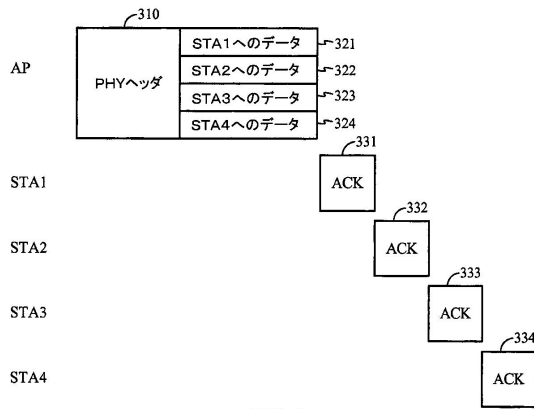 310
AP
PHYヘッダ
STA1へのデータ
321
STA2へのデータ
322
STA3へのデータ
323
STA4へのデータ
324
331
STA1
ACK
332
STA2
ACK
333
STA3
ACK
334
STA4
ACK